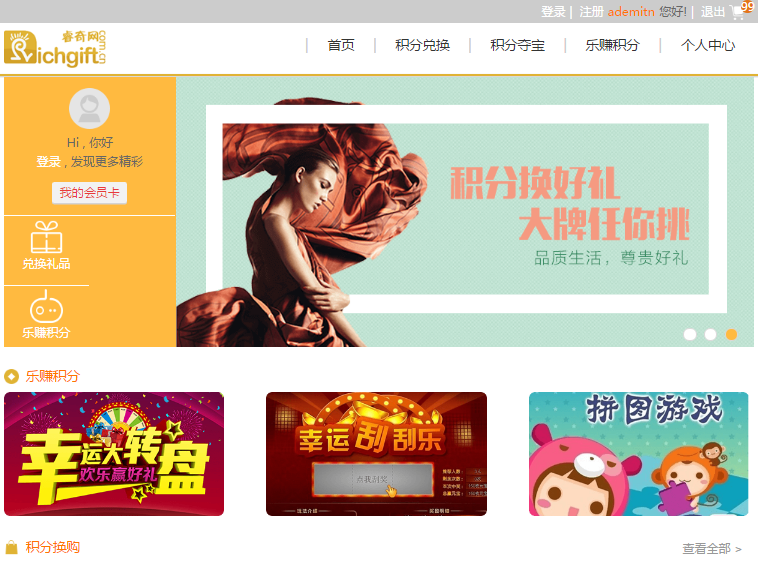 登录 | 注册 ademitn 您好! | 退出 99
睿奇网
Richgift
.com.cn
| 首页 | 积分兑换 | 积分夺宝 | 乐赚积分 | 个人中心
Hi , 你好
登录 , 发现更多精彩
我的会员卡
兑换礼品
乐赚积分
积分换好礼
大牌任你挑
品质生活，尊贵好礼
乐赚积分
幸运大转盘
欢乐赢好礼
幸运刮刮乐
点我刮奖
拼图游戏
积分换购
查看全部 >